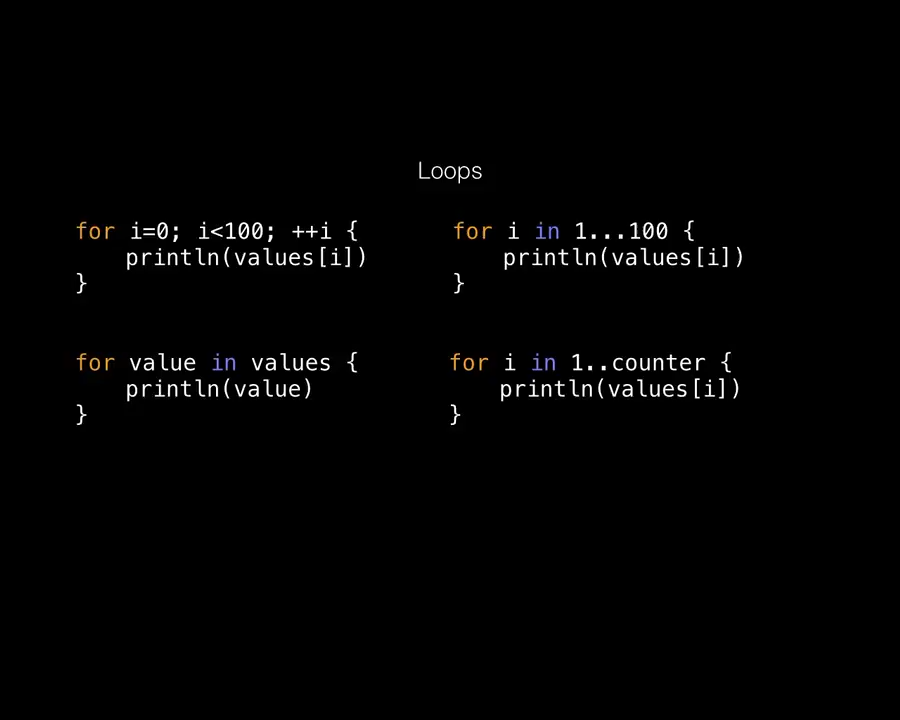 Loops
for i=0; i<100; ++i {
    println(values[i])
}
for i in 1...100 {
    println(values[i])
}
for value in values {
    println(value)
}
for i in 1..counter {
    println(values[i])
}